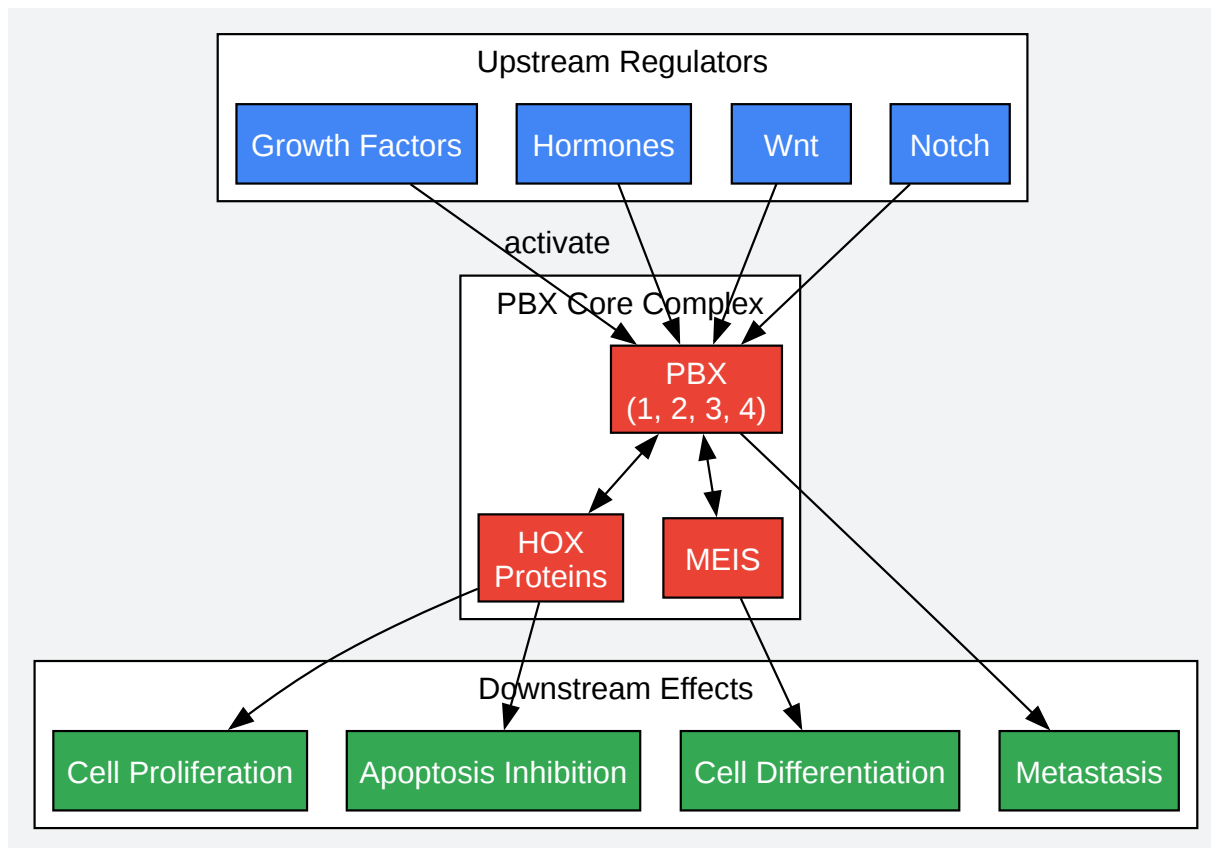 Upstream Regulators
Growth Factors
Hormones
Wnt
Notch
activate
PBX Core Complex
PBX
(1, 2, 3, 4)
HOX
Proteins
MEIS
Downstream Effects
Cell Proliferation
Apoptosis Inhibition
Cell Differentiation
Metastasis